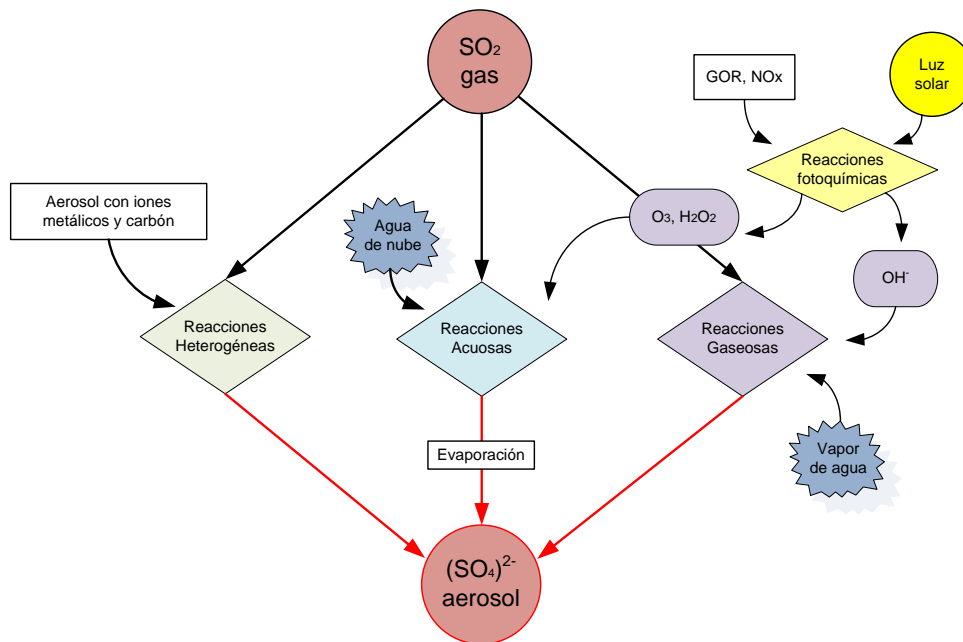 SO₂
gas
GOR, NOx
Luz
solar
Reacciones
fotoquímicas
Aerosol con iones
metálicos y carbón
Agua
de nube
O₃, H₂O₂
OH⁻
Reacciones
Heterogéneas
Reacciones
Acuosas
Reacciones
Gaseosas
Evaporación
Vapor
de agua
(SO₄)²⁻
aerosol